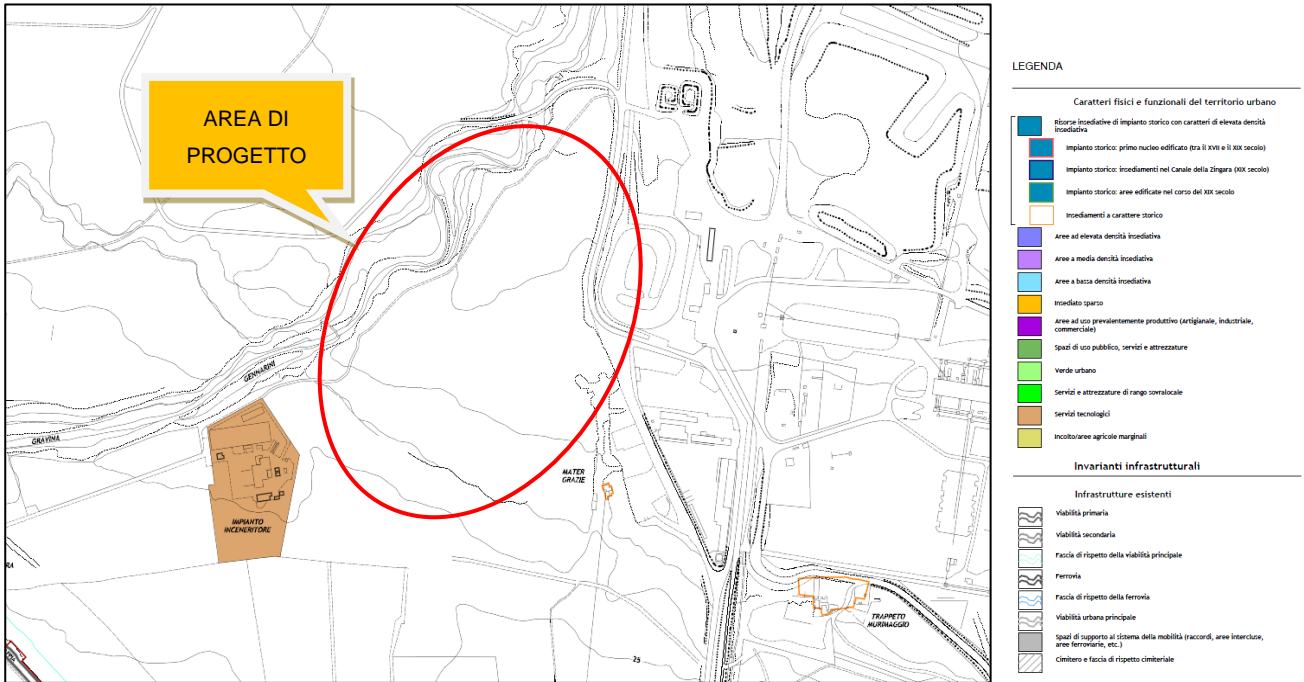 AREA DI
PROGETTO
GENNARINI
GRAVINA
IMPIANTO
INCENERITORE
MATER
GRAZIE
TRAPPETO
MURIMAGGIO
25
RA
LEGENDA
Caratteri fisici e funzionali del territorio urbano
Risorse insediative di impianto storico con caratteri di elevata densità
insediativa
Impianto storico: primo nucleo edificato (tra il XVII e il XIX secolo)
Impianto storico: insediamenti nel Canale della Zingara (XIX secolo)
Impianto storico: aree edificate nel corso del XIX secolo
Insediamenti a carattere storico
Aree ad elevata densità insediativa
Aree a media densità insediativa
Aree a bassa densità insediativa
Insediato sparso
Aree ad uso prevalentemente produttivo (Artigianale, industriale,
commerciale)
Spazi di uso pubblico, servizi e attrezzature
Verde urbano
Servizi e attrezzature di rango sovralocale
Servizi tecnologici
Incolto/aree agricole marginali
Invarianti infrastrutturali
Infrastrutture esistenti
Viabilità primaria
Viabilità secondaria
Fascia di rispetto della viabilità principale
Ferrovia
Fascia di rispetto della ferrovia
Viabilità urbana principale
Spazi di supporto al sistema della mobilità (raccordi, aree intercluse,
aree ferroviarie, etc.)
Cimitero e fascia di rispetto cimiteriale